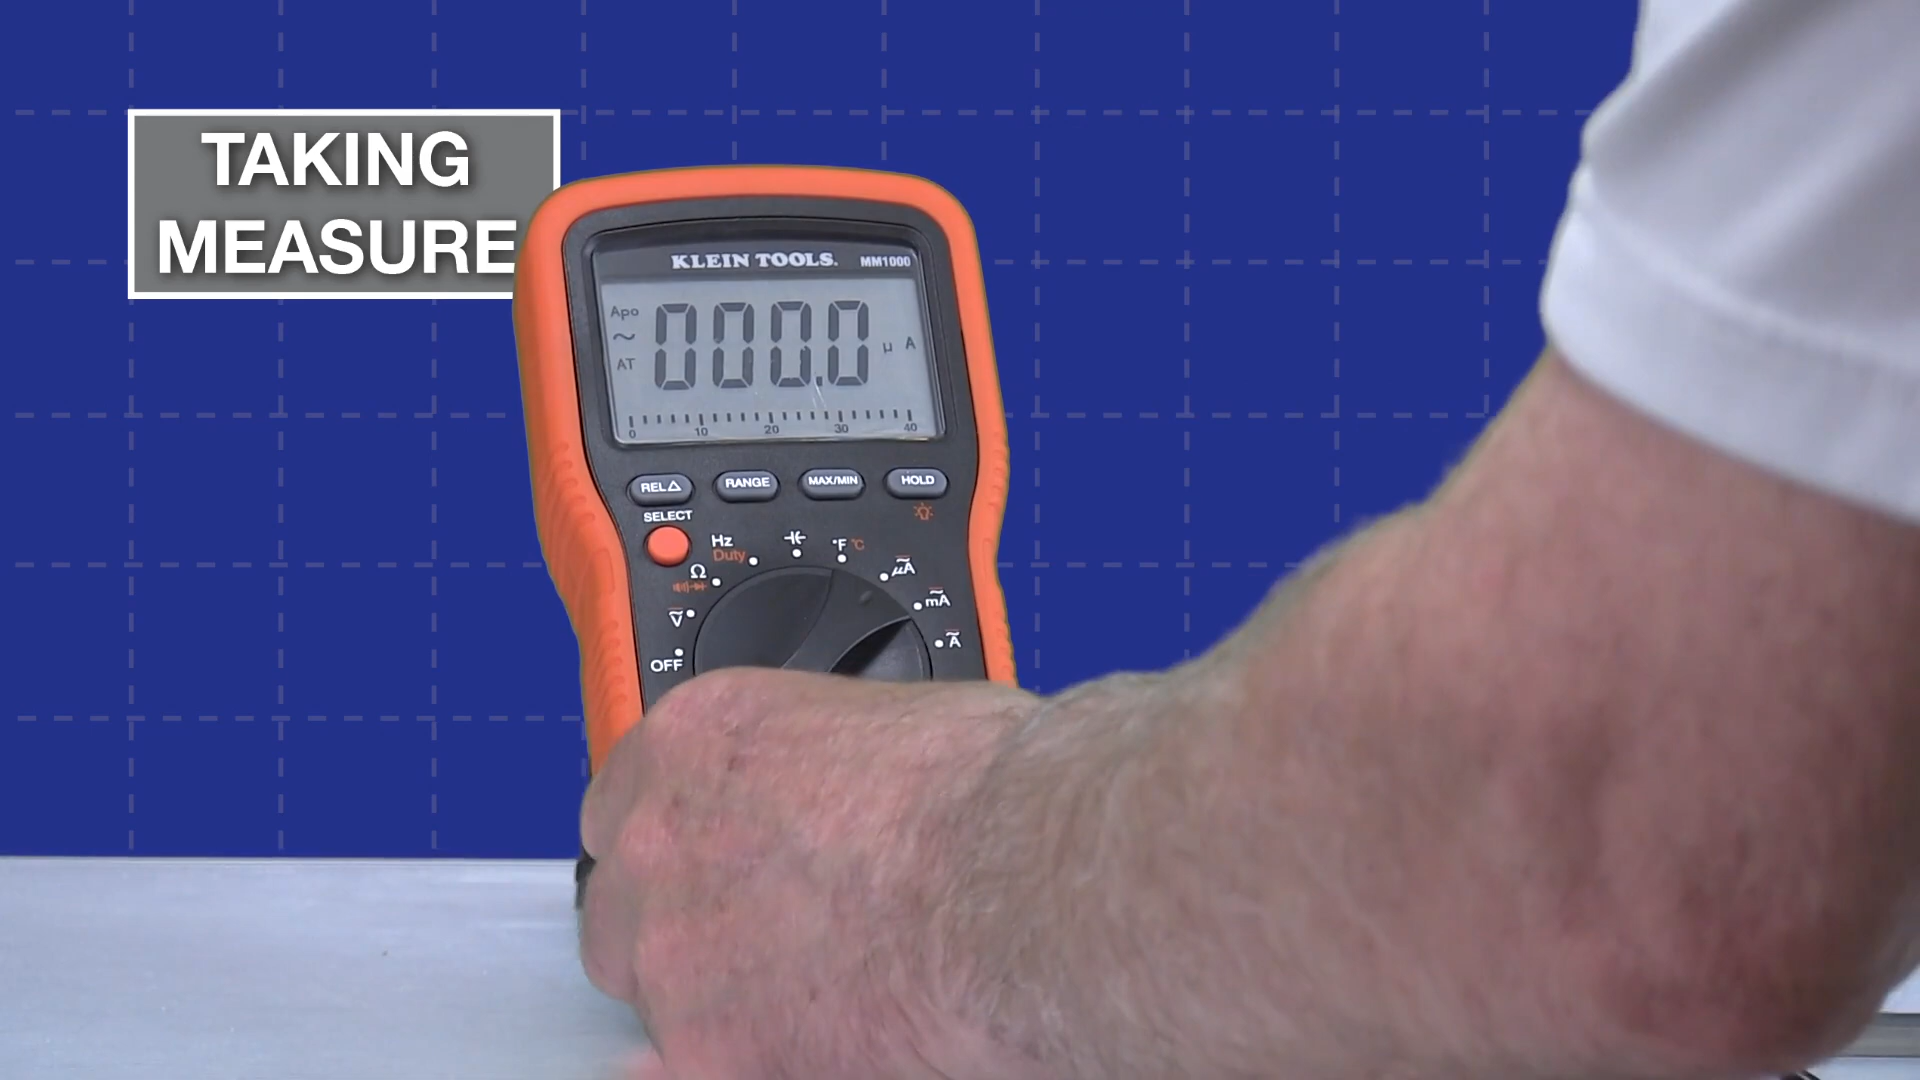 TAKING
MEASURE
KLEIN TOOLS. MM1000
Apo
~
AT
000.0
μ A
0 10 20 30 40
REL△ RANGE MAX/MIN HOLD
SELECT
Hz
Duty
°F °C
Ω
μA
mA
V
A
OFF